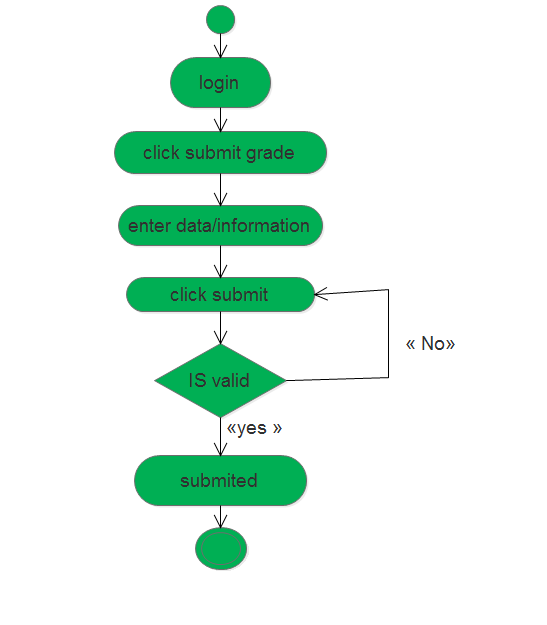 login
click submit grade
enter data/information
click submit
« No»
IS valid
«yes »
submited